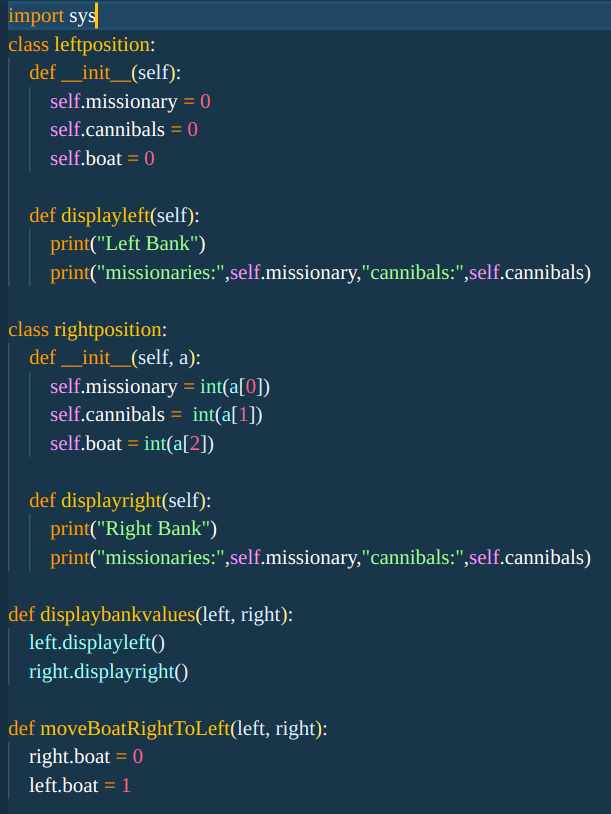 import sys
class leftposition:
    def __init__(self):
        self.missionary = 0
        self.cannibals = 0
        self.boat = 0

    def displayleft(self):
        print("Left Bank")
        print("missionaries:",self.missionary,"cannibals:",self.cannibals)

class rightposition:
    def __init__(self, a):
        self.missionary = int(a[0])
        self.cannibals =  int(a[1])
        self.boat = int(a[2])

    def displayright(self):
        print("Right Bank")
        print("missionaries:",self.missionary,"cannibals:",self.cannibals)

def displaybankvalues(left, right):
    left.displayleft()
    right.displayright()

def moveBoatRightToLeft(left, right):
    right.boat = 0
    left.boat = 1